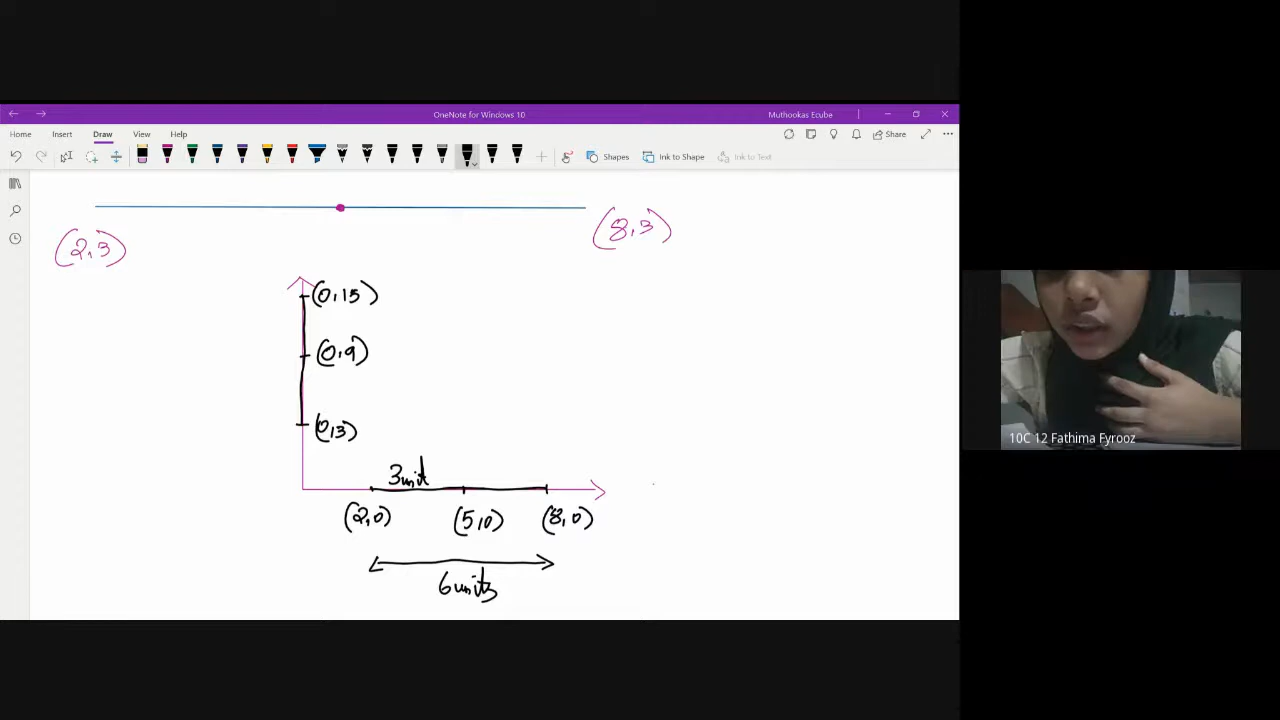 OneNote for Windows 10
Muthookas Ecube
Home Insert Draw View Help
Share
Shapes Ink to Shape Ink to Text
(2,3)
(8,3)
(0,15)
(0,9)
(0,3)
3unit
(2,0) (5,0) (8,0)
6units
10C 12 Fathima Fyrooz